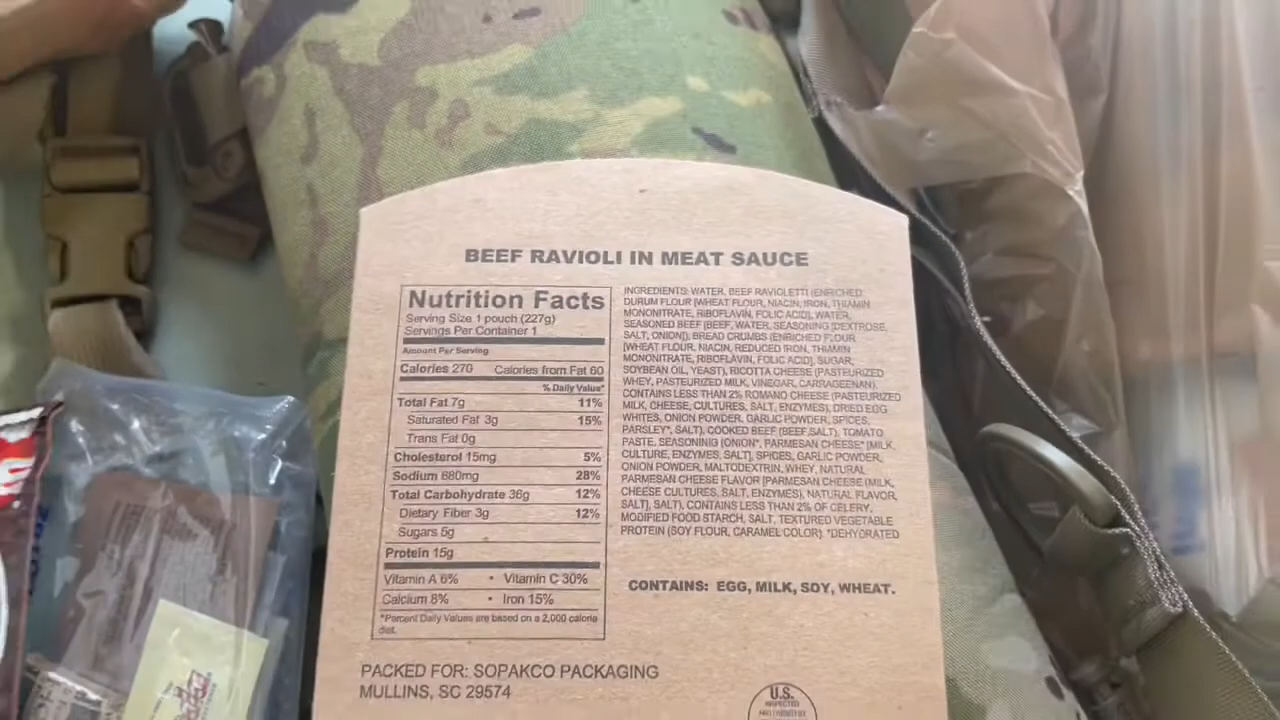 BEEF RAVIOLI IN MEAT SAUCE
Nutrition Facts
Serving Size 1 pouch (227g)
Servings Per Container 1
Amount Per Serving
Calories 270 Calories from Fat 60
% Daily Value*
Total Fat 7g 11%
Saturated Fat 3g 15%
Trans Fat 0g
Cholesterol 15mg 5%
Sodium 680mg 28%
Total Carbohydrate 36g 12%
Dietary Fiber 3g 12%
Sugars 5g
Protein 15g
Vitamin A 6% • Vitamin C 30%
Calcium 8% • Iron 15%
*Percent Daily Values are based on a 2,000 calorie
diet.
INGREDIENTS: WATER, BEEF RAVIOLETTI (ENRICHED
DURUM FLOUR [WHEAT FLOUR, NIACIN, IRON, THIAMIN
MONONITRATE, RIBOFLAVIN, FOLIC ACID], WATER,
SEASONED BEEF [BEEF, WATER, SEASONING [DEXTROSE,
SALT, ONION]), BREAD CRUMBS (ENRICHED FLOUR
[WHEAT FLOUR, NIACIN, REDUCED IRON, THIAMIN
MONONITRATE, RIBOFLAVIN, FOLIC ACID], SUGAR,
SOYBEAN OIL, YEAST), RICOTTA CHEESE (PASTEURIZED
WHEY, PASTEURIZED MILK, VINEGAR, CARRAGEENAN).
CONTAINS LESS THAN 2% ROMANO CHEESE (PASTEURIZED
MILK, CHEESE, CULTURES, SALT, ENZYMES), DRIED EGG
WHITES, ONION POWDER, GARLIC POWDER, SPICES,
PARSLEY*, SALT), COOKED BEEF (BEEF, SALT), TOMATO
PASTE, SEASONING (ONION*, PARMESAN CHEESE* [MILK,
CULTURE, ENZYMES, SALT], SPICES, GARLIC POWDER,
ONION POWDER, MALTODEXTRIN, WHEY, NATURAL
PARMESAN CHEESE FLAVOR [PARMESAN CHEESE (MILK,
CHEESE CULTURES, SALT, ENZYMES), NATURAL FLAVOR,
SALT], SALT), CONTAINS LESS THAN 2% OF CELERY,
MODIFIED FOOD STARCH, SALT, TEXTURED VEGETABLE
PROTEIN (SOY FLOUR, CARAMEL COLOR). *DEHYDRATED
CONTAINS: EGG, MILK, SOY, WHEAT.
PACKED FOR: SOPAKCO PACKAGING
MULLINS, SC 29574
U.S.
INSPECTED